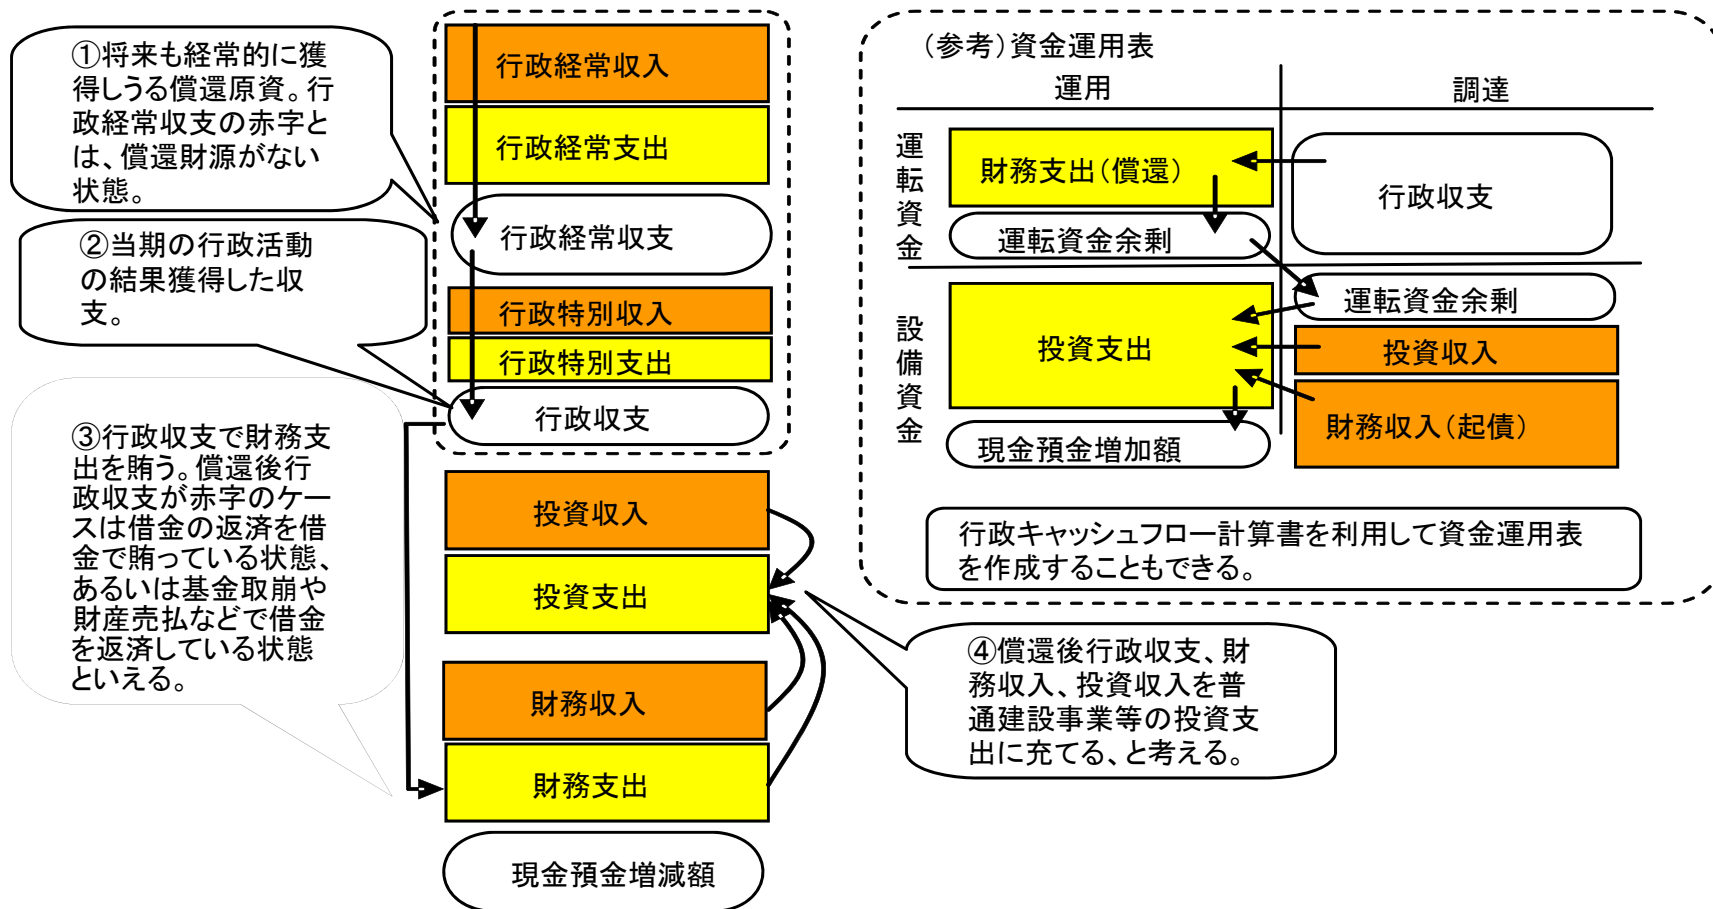 ①将来も経常的に獲
得しうる償還原資。行
政経常収支の赤字と
は、償還財源がない
状態。
②当期の行政活動
の結果獲得した収
支。
③行政収支で財務支
出を賄う。償還後行
政収支が赤字のケー
スは借金の返済を借
金で賄っている状態、
あるいは基金取崩や
財産売払などで借金
を返済している状態
といえる。
行政経常収入
行政経常支出
行政経常収支
行政特別収入
行政特別支出
行政収支
投資収入
投資支出
財務収入
財務支出
現金預金増減額
④償還後行政収支、財
務収入、投資収入を普
通建設事業等の投資支
出に充てる、と考える。
（参考）資金運用表
運用
調達
運転資金
財務支出（償還）
行政収支
運転資金余剰
設備資金
運転資金余剰
投資支出
投資収入
財務収入（起債）
現金預金増加額
行政キャッシュフロー計算書を利用して資金運用表
を作成することもできる。